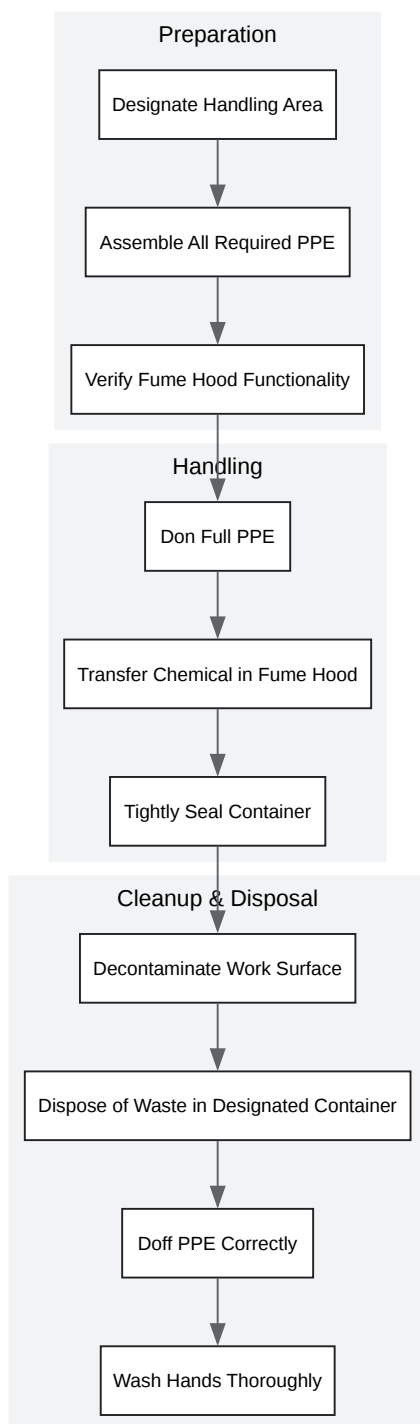 Preparation
Designate Handling Area
Assemble All Required PPE
Verify Fume Hood Functionality
Handling
Don Full PPE
Transfer Chemical in Fume Hood
Tightly Seal Container
Cleanup & Disposal
Decontaminate Work Surface
Dispose of Waste in Designated Container
Doff PPE Correctly
Wash Hands Thoroughly